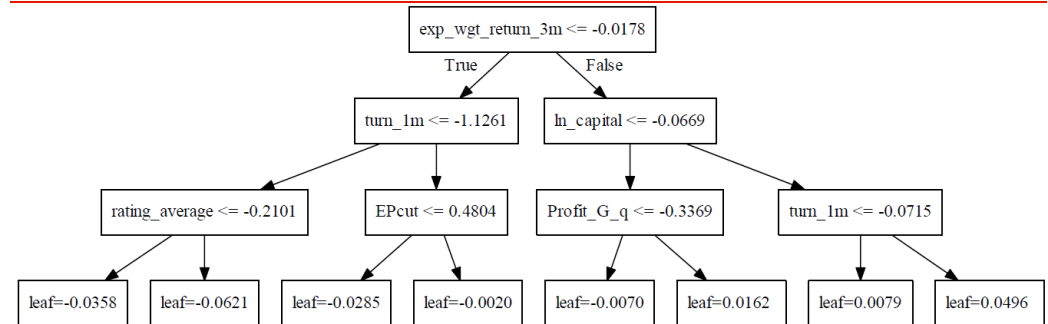 exp_wgt_return_3m <= -0.0178
True False
turn_1m <= -1.1261 ln_capital <= -0.0669
rating_average <= -0.2101 EPcut <= 0.4804 Profit_G_q <= -0.3369 turn_1m <= -0.0715
leaf=-0.0358 leaf=-0.0621 leaf=-0.0285 leaf=-0.0020 leaf=-0.0070 leaf=0.0162 leaf=0.0079 leaf=0.0496